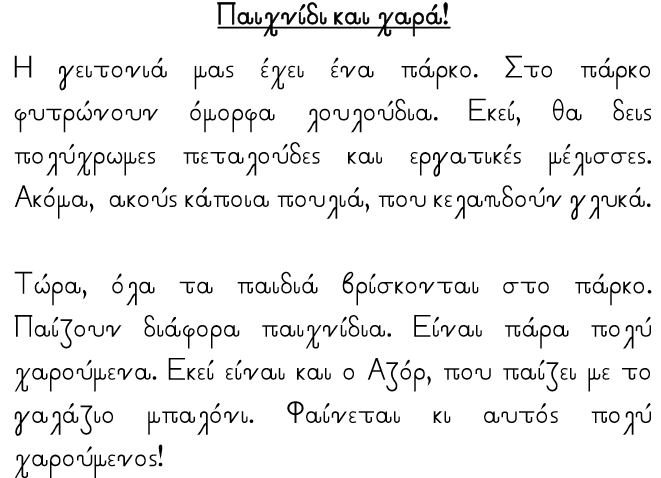 Παιχνίδι και χαρά!
Η γειτονιά μας έχει ένα πάρκο. Στο πάρκο
φυτρώνουν όμορφα λουλούδια. Εκεί, θα δεις
πολύχρωμες πεταλούδες και εργατικές μέλισσες.
Ακόμα, ακούς κάποια πουλιά, που κελαηδούν γλυκά.
Τώρα, όλα τα παιδιά βρίσκονται στο πάρκο.
Παίζουν διάφορα παιχνίδια. Είναι πάρα πολύ
χαρούμενα. Εκεί είναι και ο Αζόρ, που παίζει με το
γαλάζιο μπαλόνι. Φαίνεται κι αυτός πολύ
χαρούμενος!